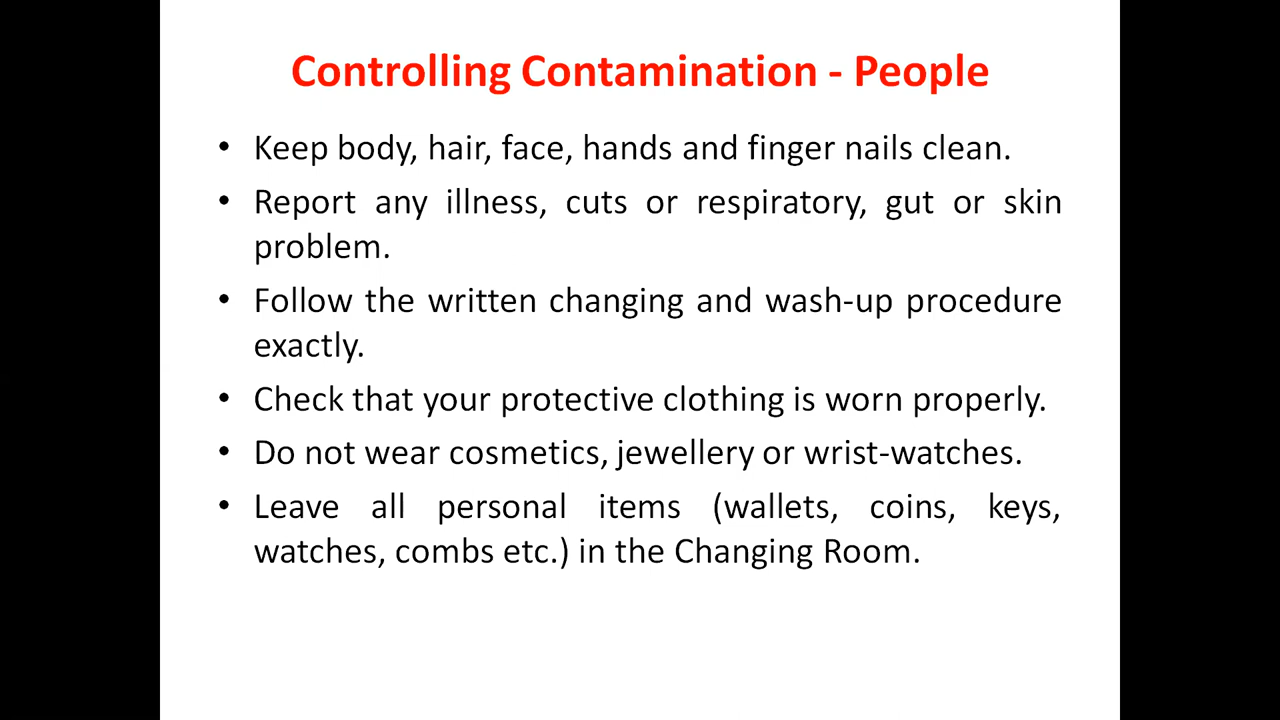 Controlling Contamination - People
• Keep body, hair, face, hands and finger nails clean.
• Report any illness, cuts or respiratory, gut or skin
problem.
• Follow the written changing and wash-up procedure
exactly.
• Check that your protective clothing is worn properly.
• Do not wear cosmetics, jewellery or wrist-watches.
• Leave all personal items (wallets, coins, keys,
watches, combs etc.) in the Changing Room.